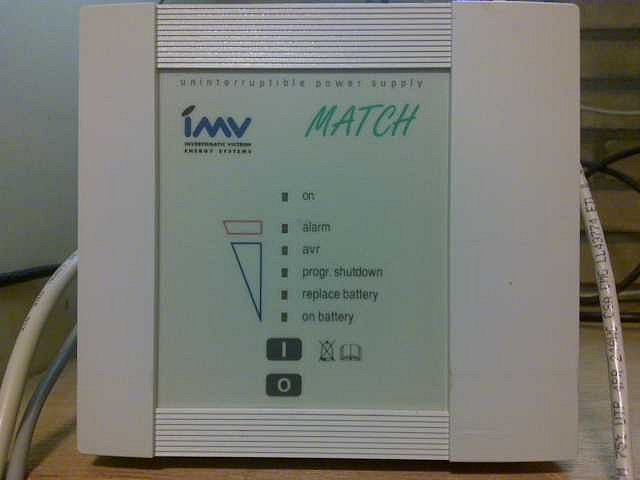 uninterruptible power supply
imv
INVERTOMATIC VICTRON
ENERGY SYSTEMS
MATCH
on
alarm
avr
progr. shutdown
replace battery
on battery
I
O